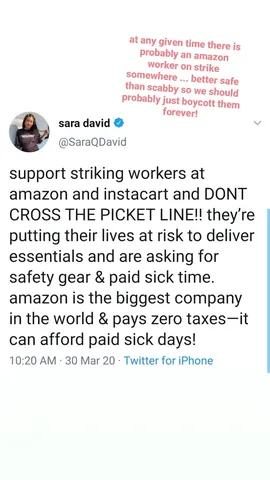 at any given time there is
probably an amazon
worker on strike
somewhere ... better safe
than scabby so we should
probably just boycott them
forever!
sara david
@SaraQDavid
support striking workers at
amazon and instacart and DONT
CROSS THE PICKET LINE!! they’re
putting their lives at risk to deliver
essentials and are asking for
safety gear & paid sick time.
amazon is the biggest company
in the world & pays zero taxes—it
can afford paid sick days!
10:20 AM · 30 Mar 20 · Twitter for iPhone